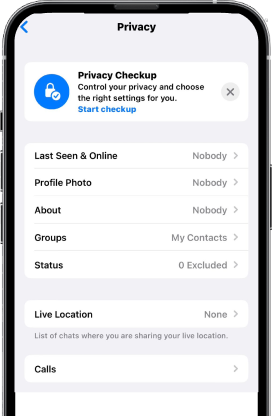 Privacy
Privacy Checkup
Control your privacy and choose
the right settings for you.
Start checkup
Last Seen & Online Nobody
Profile Photo Nobody
About Nobody
Groups My Contacts
Status 0 Excluded
Live Location None
List of chats where you are sharing your live location.
Calls